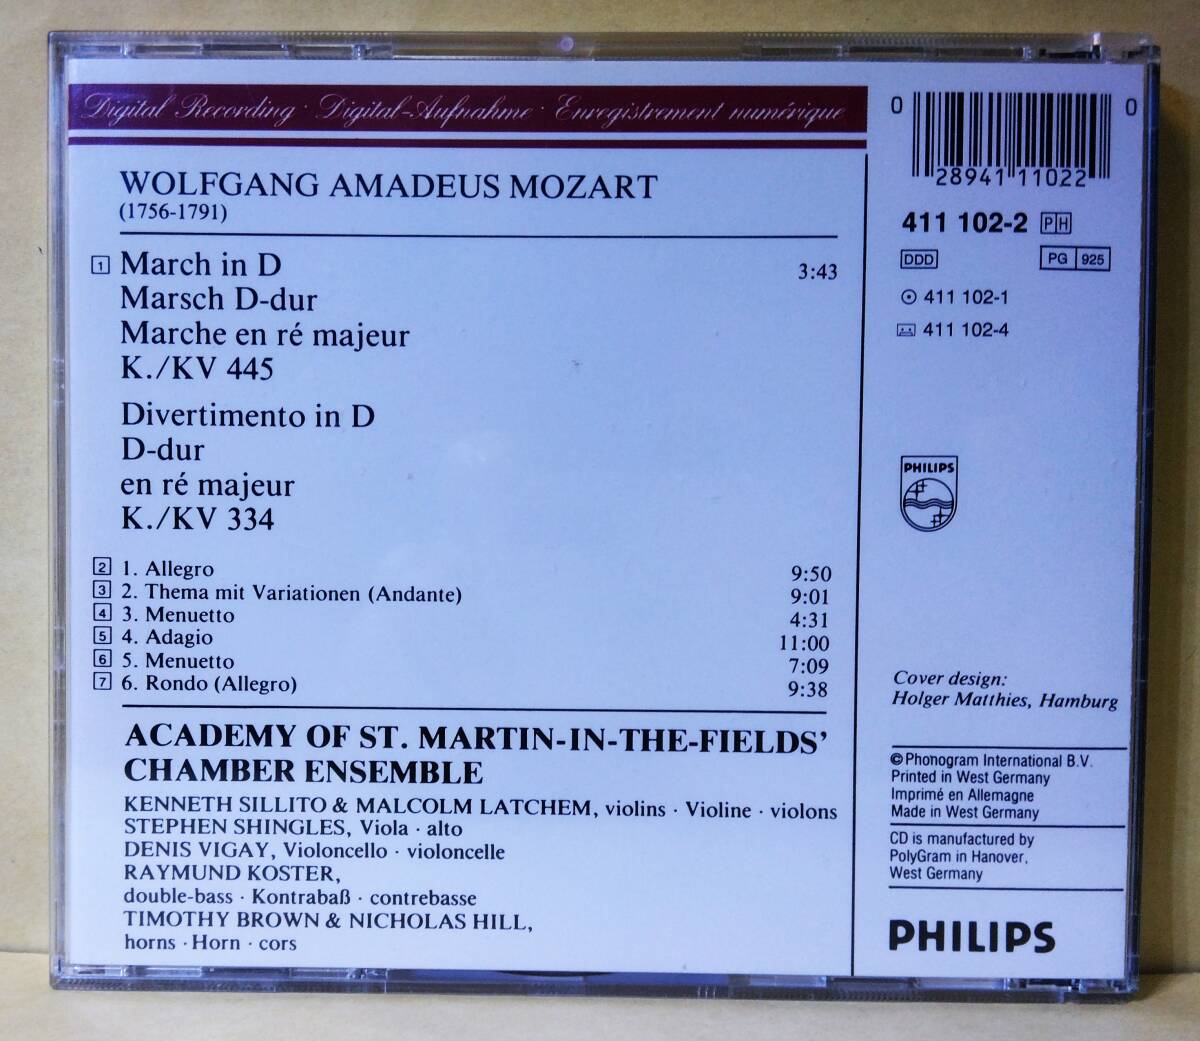 Digital Recording · Digital-Aufnahme · Enregistrement numérique
WOLFGANG AMADEUS MOZART
(1756-1791)
1 March in D 3:43
Marsch D-dur
Marche en ré majeur
K./KV 445
Divertimento in D
D-dur
en ré majeur
K./KV 334
2 1. Allegro 9:50
3 2. Thema mit Variationen (Andante) 9:01
4 3. Menuetto 4:31
5 4. Adagio 11:00
6 5. Menuetto 7:09
7 6. Rondo (Allegro) 9:38
ACADEMY OF ST. MARTIN-IN-THE-FIELDS'
CHAMBER ENSEMBLE
KENNETH SILLITO & MALCOLM LATCHEM, violins · Violine · violons
STEPHEN SHINGLES, Viola · alto
DENIS VIGAY, Violoncello · violoncelle
RAYMUND KOSTER,
double-bass · Kontrabaß · contrebasse
TIMOTHY BROWN & NICHOLAS HILL,
horns · Horn · cors
0 28941 11022 0
411 102-2 PH
DDD PG 925
411 102-1
411 102-4
PHILIPS
Cover design:
Holger Matthies, Hamburg
© Phonogram International B.V.
Printed in West Germany
Imprimé en Allemagne
Made in West Germany
CD is manufactured by
PolyGram in Hanover,
West Germany
PHILIPS